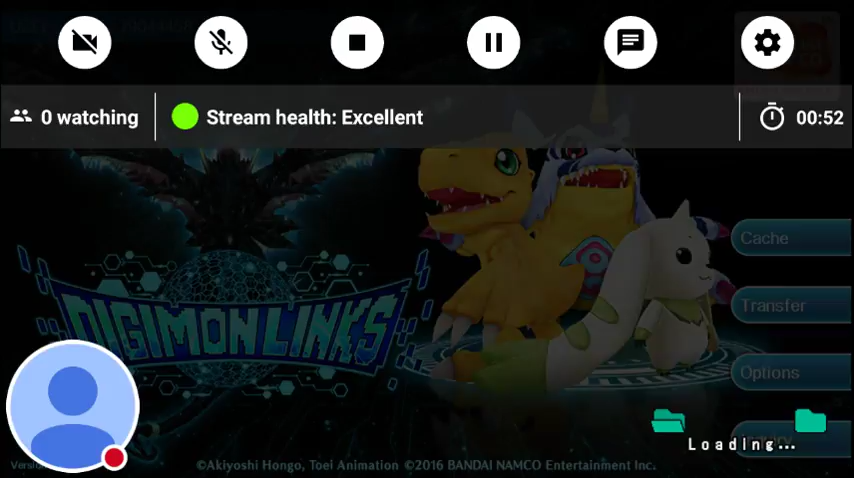 0 watching
Stream health: Excellent
00:52
Cache
DIGIMONLINKS
Transfer
Options
Loading...
Version
©Akiyoshi Hongo, Toei Animation ©2016 BANDAI NAMCO Entertainment Inc.